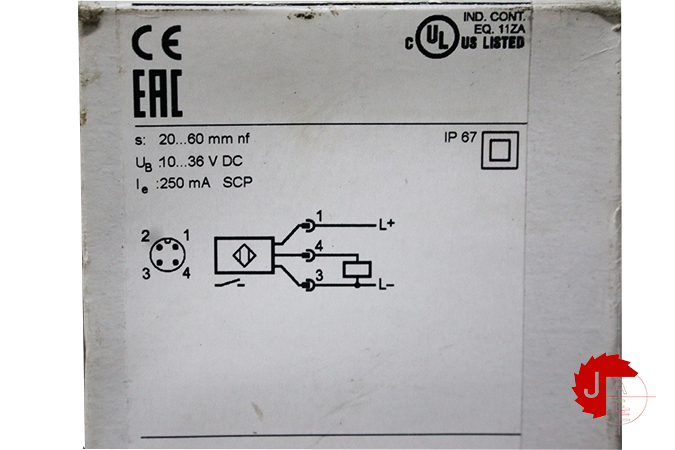 CE
IND. CONT.
EQ. 11ZA
C UL US LISTED
EAC
s: 20...60 mm nf
IP 67
UB :10...36 V DC
Ie :250 mA SCP
1
L+
2 1
4
3 4
3
L–
J